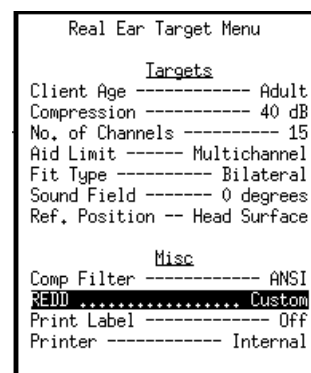 Real Ear Target Menu
Targets
Client Age ------------ Adult
Compression ----------- 40 dB
No. of Channels ---------- 15
Aid Limit ------ Multichannel
Fit Type ---------- Bilateral
Sound Field ------- 0 degrees
Ref. Position -- Head Surface
Misc
Comp Filter ------------ ANSI
REDD ................. Custom
Print Label ------------- Off
Printer ------------ Internal